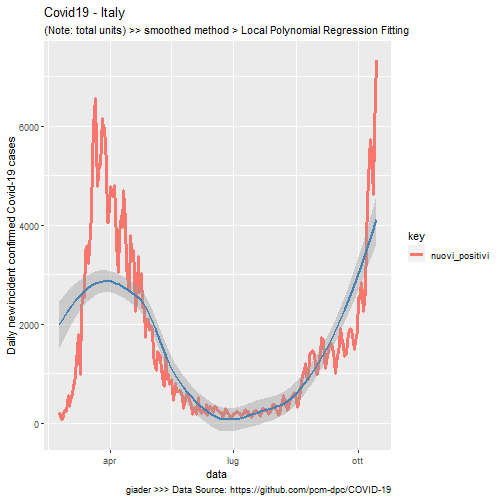 Covid19 - Italy
(Note: total units) >> smoothed method > Local Polynomial Regression Fitting
Daily new incident confirmed Covid-19 cases
6000
4000
2000
0
apr
lug
ott
data
key
nuovi_positivi
giader >>> Data Source: https://github.com/pcm-dpc/COVID-19